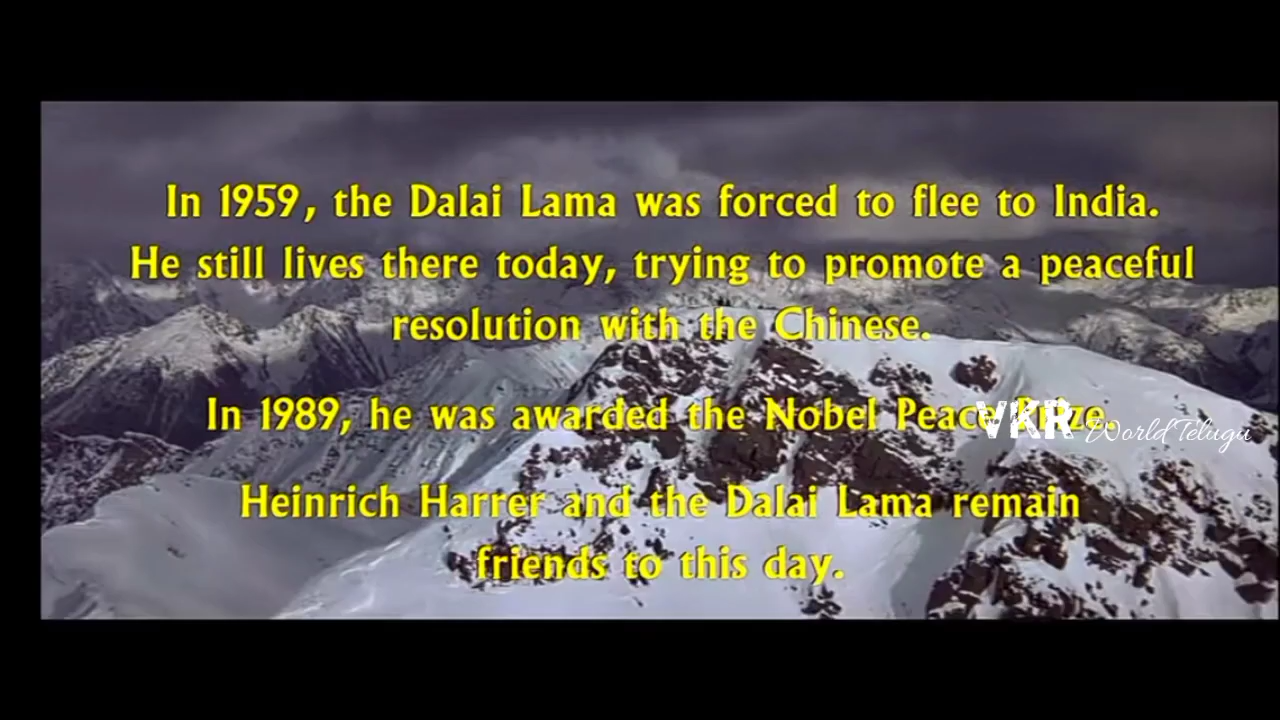 In 1959, the Dalai Lama was forced to flee to India.
He still lives there today, trying to promote a peaceful
resolution with the Chinese.
In 1989, he was awarded the Nobel Peace Prize.
VKR World Telugu
Heinrich Harrer and the Dalai Lama remain
friends to this day.